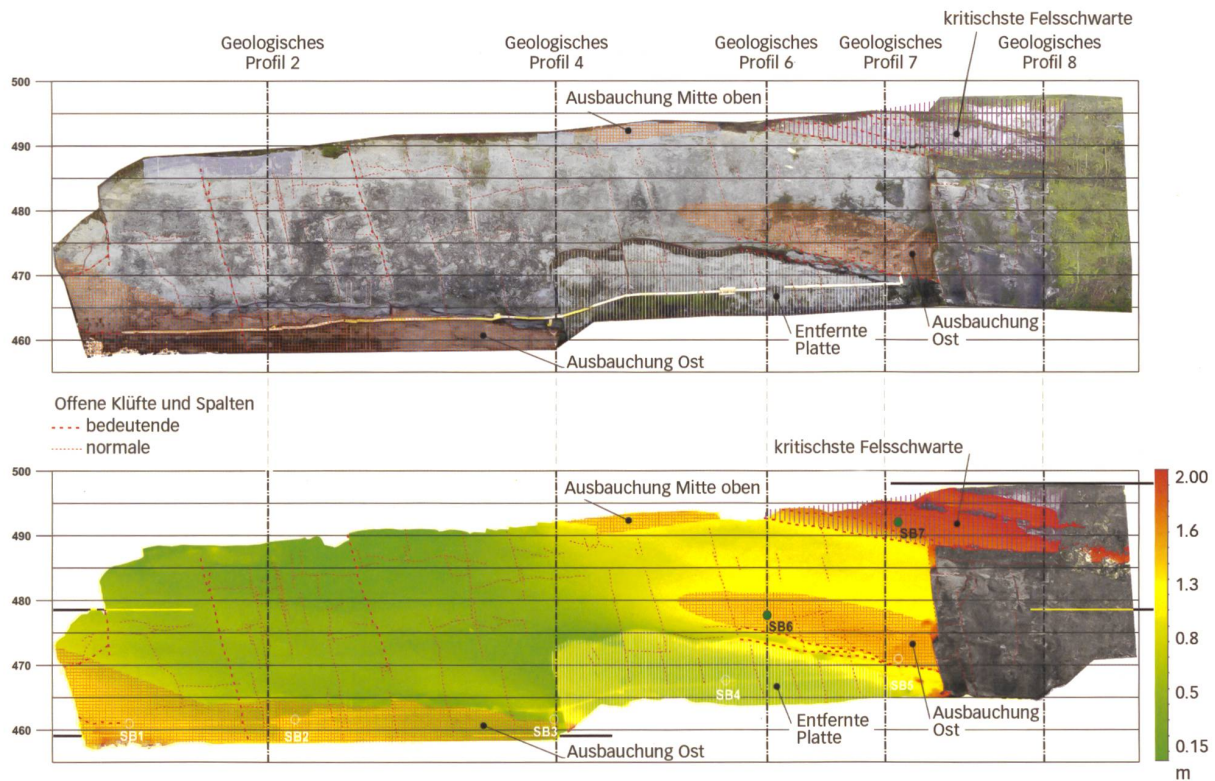 kritischste Felsschwarte
Geologisches Profil 2
Geologisches Profil 4
Geologisches Profil 6
Geologisches Profil 7
Geologisches Profil 8
500
490
480
470
460
Ausbauchung Mitte oben
Entfernte
Platte
Ausbauchung
Ost
Ausbauchung Ost
Offene Klüfte und Spalten
bedeutende
normale
kritischste Felsschwarte
500
490
480
470
460
Ausbauchung Mitte oben
SB7
SB6
SB5
SB4
SB1
SB2
SB3
Entfernte
Platte
Ausbauchung
Ost
Ausbauchung Ost
2.00
1.6
1.3
0.8
0.5
0.15
m